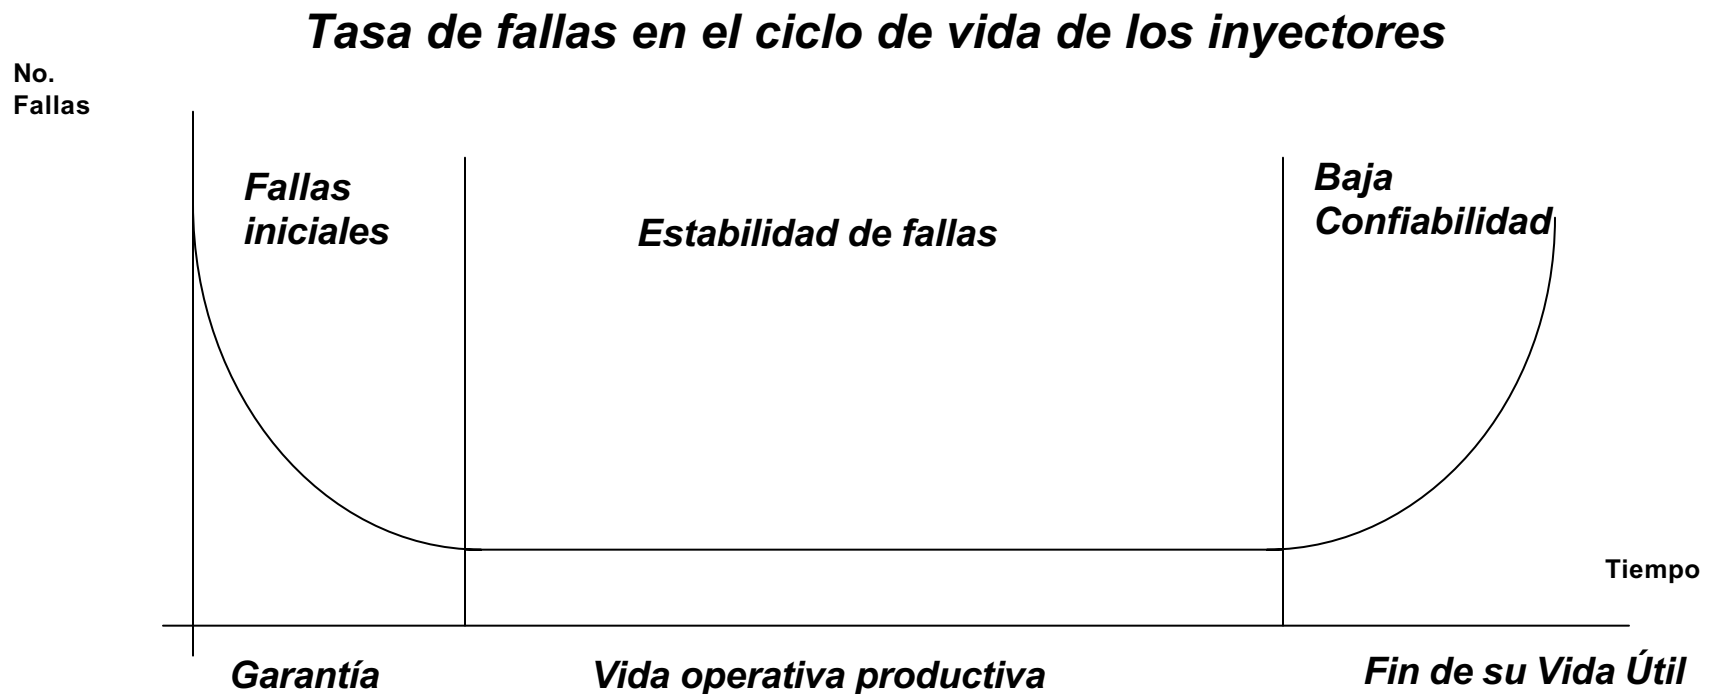 Tasa de fallas en el ciclo de vida de los inyectores
No.
Fallas
Fallas
iniciales
Estabilidad de fallas
Baja
Confiabilidad
Tiempo
Garantía
Vida operativa productiva
Fin de su Vida Útil